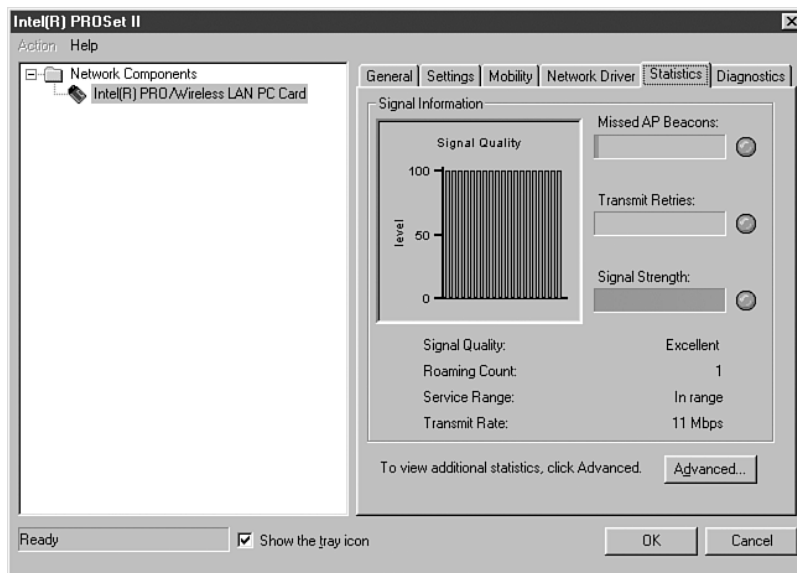 Intel(R) PROSet II
Action Help
Network Components
Intel(R) PRO/Wireless LAN PC Card
General Settings Mobility Network Driver Statistics Diagnostics
Signal Information
Signal Quality
100
50
0
level
Missed AP Beacons:
Transmit Retries:
Signal Strength:
Signal Quality: Excellent
Roaming Count: 1
Service Range: In range
Transmit Rate: 11 Mbps
To view additional statistics, click Advanced. Advanced...
Ready Show the tray icon OK Cancel